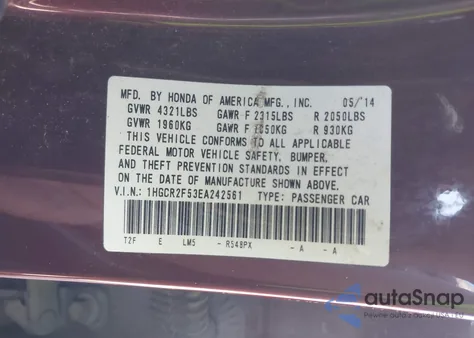 MFD. BY HONDA OF AMERICA MFG., INC. 05/'14
GVWR 4321LBS GAWR F 2315LBS R 2050LBS
GVWR 1960KG GAWR F 1050KG R 930KG
THIS VEHICLE CONFORMS TO ALL APPLICABLE
FEDERAL MOTOR VEHICLE SAFETY, BUMPER,
AND THEFT PREVENTION STANDARDS IN EFFECT
ON THE DATE OF MANUFACTURE SHOWN ABOVE.
V.I.N.: 1HGCR2F53EA242561 TYPE: PASSENGER CAR
T2F E LM5 - R548PX - A - A
autaSnap